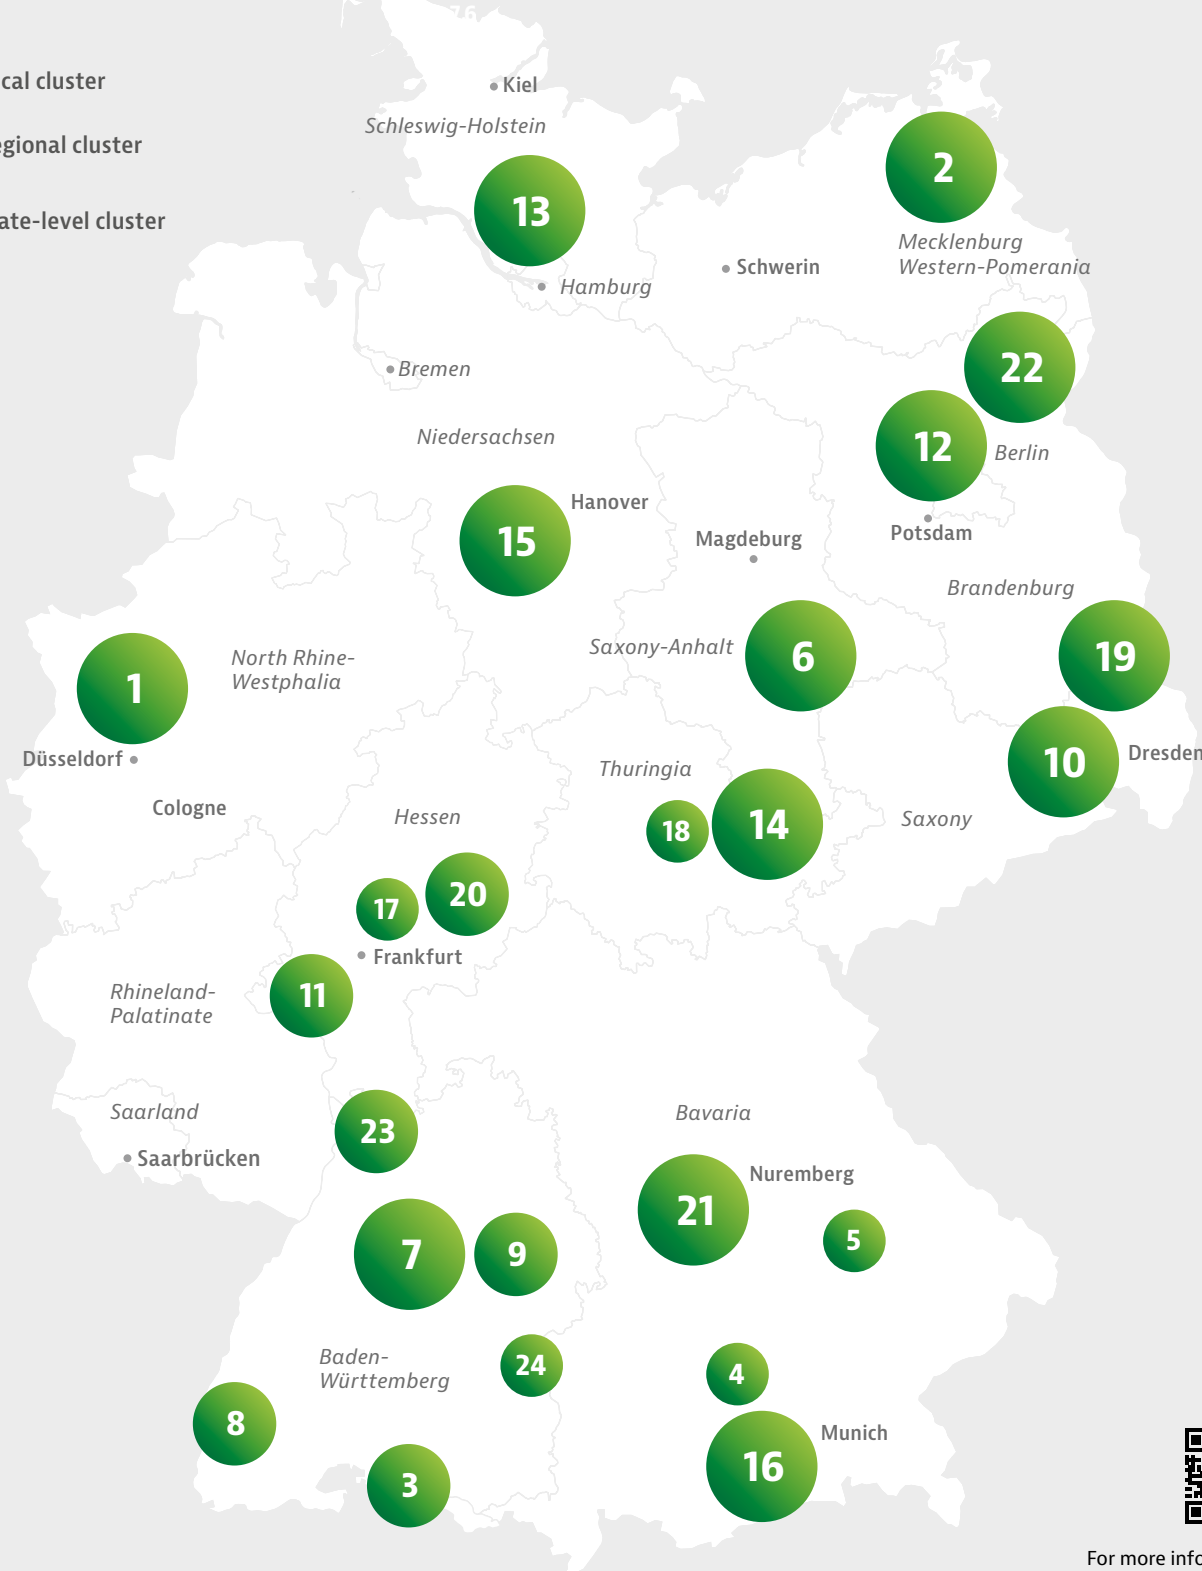 cal cluster
egional cluster
ate-level cluster
76
Kiel
Schleswig-Holstein
13
2
Mecklenburg
Western-Pomerania
Schwerin
Hamburg
22
Bremen
12
Berlin
Niedersachsen
Hanover
15
Potsdam
Magdeburg
Brandenburg
Saxony-Anhalt
6
19
North Rhine-
Westphalia
1
Düsseldorf
10
Dresden
Cologne
Thuringia
Hessen
18
14
Saxony
17
20
Frankfurt
11
Rhineland-
Palatinate
Saarland
23
Bavaria
Saarbrücken
Nuremberg
21
5
7
9
Baden-
Württemberg
24
4
8
Munich
16
3
For more info